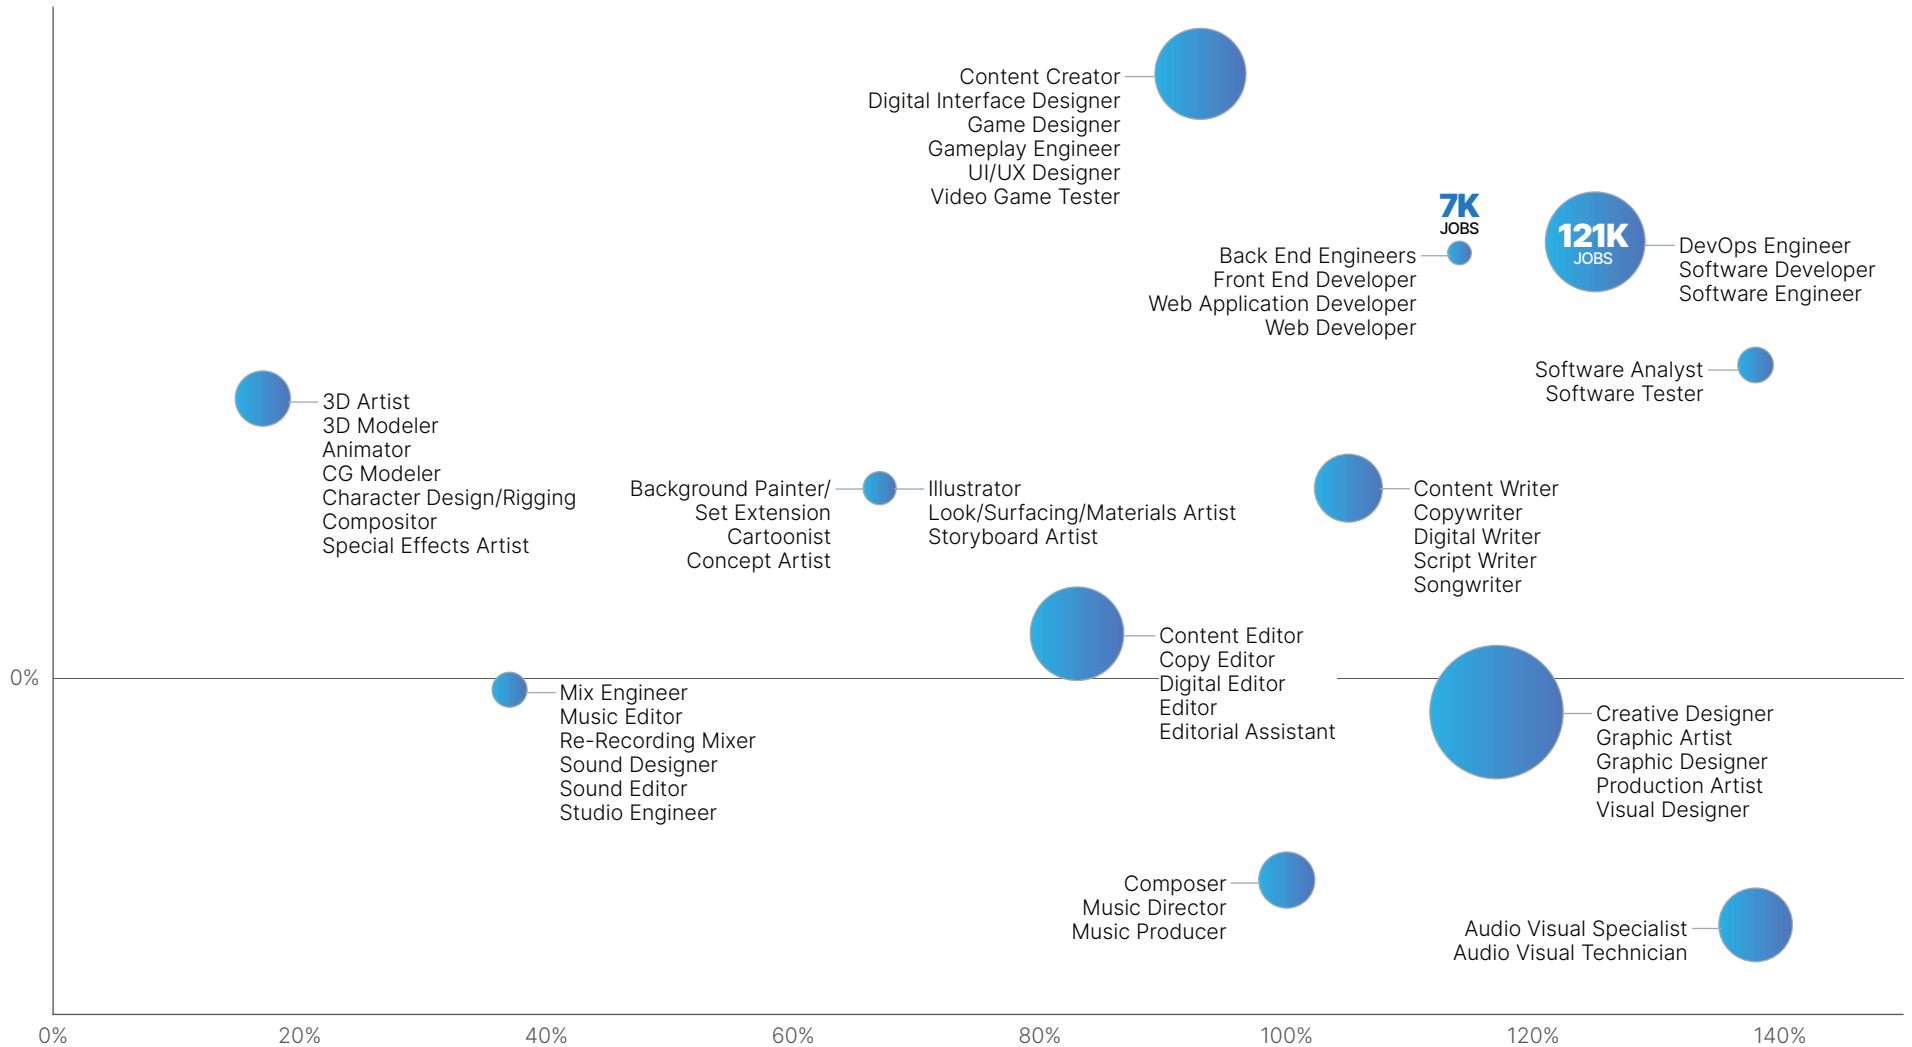 Content Creator
Digital Interface Designer
Game Designer
Gameplay Engineer
UI/UX Designer
Video Game Tester
7K
JOBS
Back End Engineers
Front End Developer
Web Application Developer
Web Developer
121K
JOBS
DevOps Engineer
Software Developer
Software Engineer
Software Analyst
Software Tester
3D Artist
3D Modeler
Animator
CG Modeler
Character Design/Rigging
Compositor
Special Effects Artist
Background Painter/
Set Extension
Cartoonist
Concept Artist
Illustrator
Look/Surfacing/Materials Artist
Storyboard Artist
Content Writer
Copywriter
Digital Writer
Script Writer
Songwriter
Content Editor
Copy Editor
Digital Editor
Editor
Editorial Assistant
0%
Mix Engineer
Music Editor
Re-Recording Mixer
Sound Designer
Sound Editor
Studio Engineer
Creative Designer
Graphic Artist
Graphic Designer
Production Artist
Visual Designer
Composer
Music Director
Music Producer
Audio Visual Specialist
Audio Visual Technician
0%
20%
40%
60%
80%
100%
120%
140%